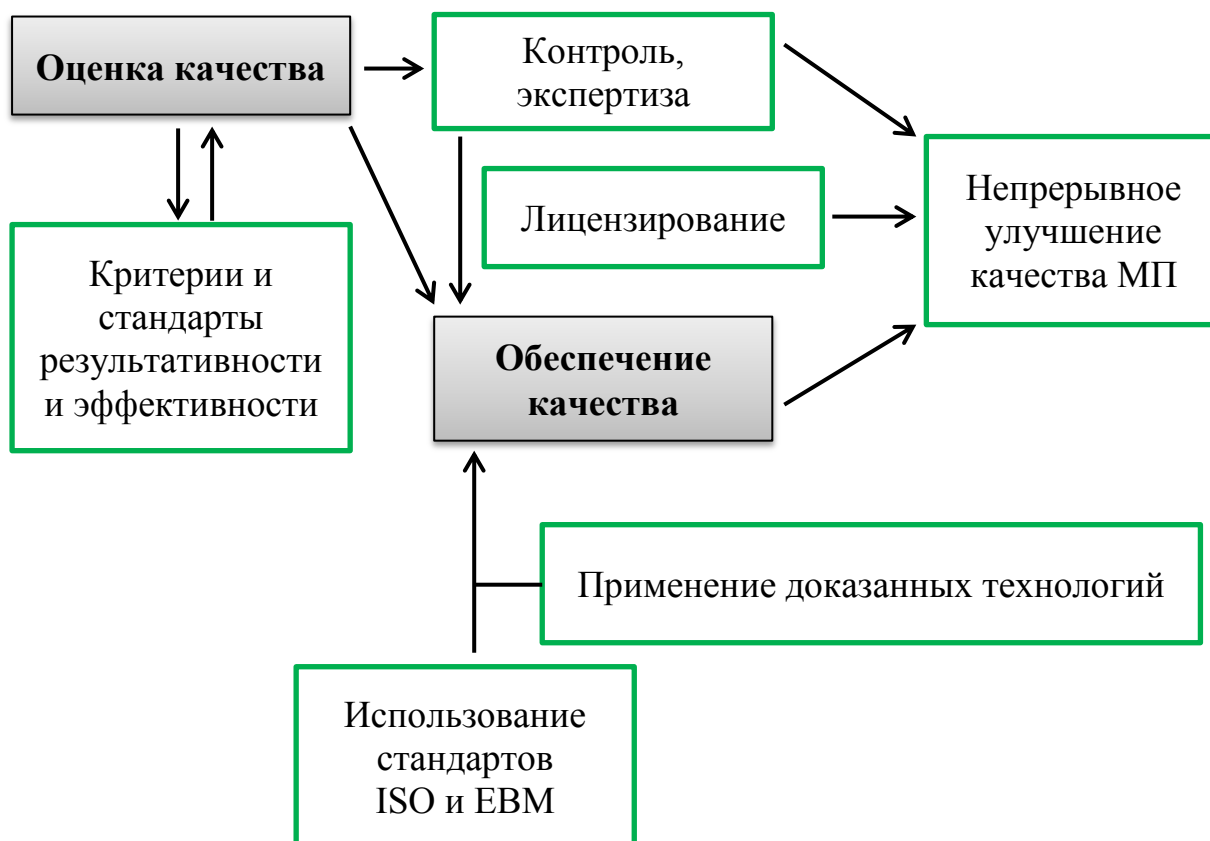 Оценка качества
Контроль,
экспертиза
Лицензирование
Непрерывное
улучшение
качества МП
Критерии и
стандарты
результативности
и эффективности
Обеспечение
качества
Применение доказанных технологий
Использование
стандартов
ISO и EBM